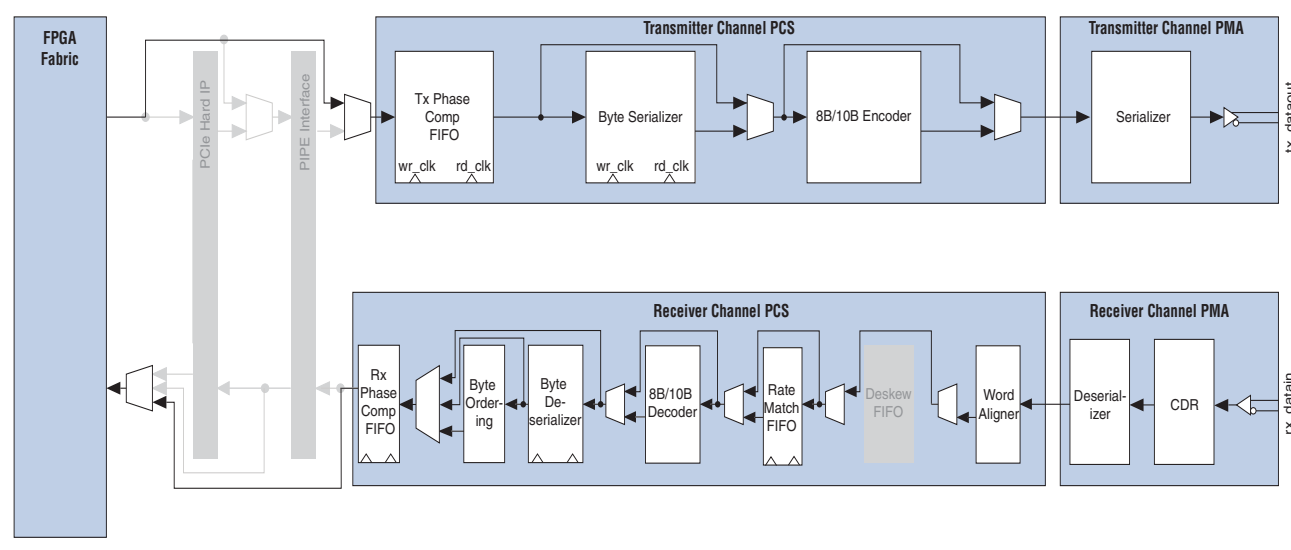 FPGA
Fabric
PCIe Hard IP
PIPE Interface
Transmitter Channel PCS
Tx Phase
Comp
FIFO
wr_clk
rd_clk
Byte Serializer
wr_clk
rd_clk
8B/10B Encoder
Transmitter Channel PMA
Serializer
tx_dataout
Receiver Channel PCS
Rx
Phase
Comp
FIFO
Byte
Order-
ing
Byte
De-
serializer
8B/10B
Decoder
Rate
Match
FIFO
Deskew
FIFO
Word
Aligner
Receiver Channel PMA
Deserial-
izer
CDR
rx_datain